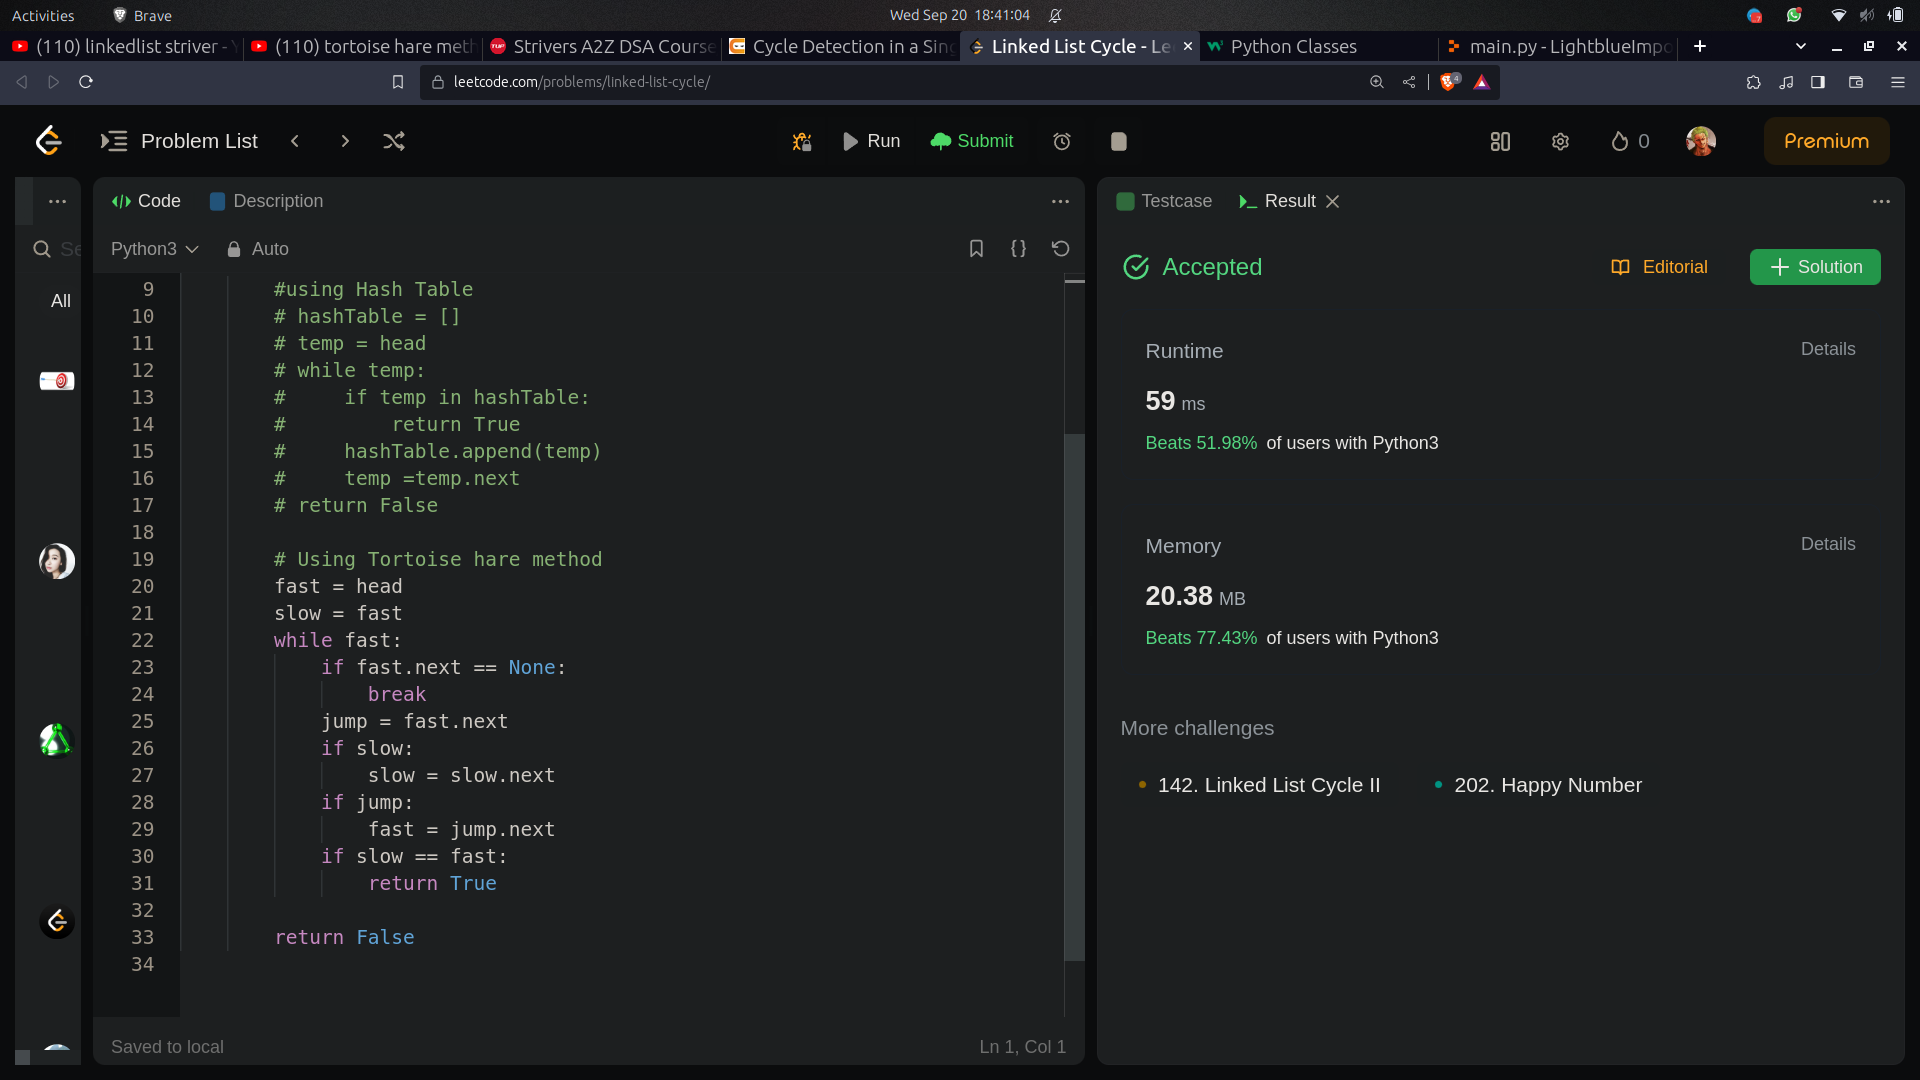 Activities
Brave
Wed Sep 20 18:41:04
(110) linkedlist striver -
(110) tortoise hare meth
Strivers A2Z DSA Course
Cycle Detection in a Sing
Linked List Cycle - Le
Python Classes
main.py - LightblueImpo
leetcode.com/problems/linked-list-cycle/
4
Problem List
Run
Submit
0
Premium
Code
Description
Testcase
Result
Python3
Auto
Accepted
Editorial
Solution
All
9 #using Hash Table
10 # hashTable = []
11 # temp = head
12 # while temp:
13 #     if temp in hashTable:
14 #         return True
15 #     hashTable.append(temp)
16 #     temp =temp.next
17 # return False
18
19 # Using Tortoise hare method
20 fast = head
21 slow = fast
22 while fast:
23     if fast.next == None:
24         break
25     jump = fast.next
26     if slow:
27         slow = slow.next
28     if jump:
29         fast = jump.next
30     if slow == fast:
31         return True
32
33 return False
34
Saved to local
Ln 1, Col 1
Runtime
Details
59 ms
Beats 51.98% of users with Python3
Memory
Details
20.38 MB
Beats 77.43% of users with Python3
More challenges
142. Linked List Cycle II
202. Happy Number